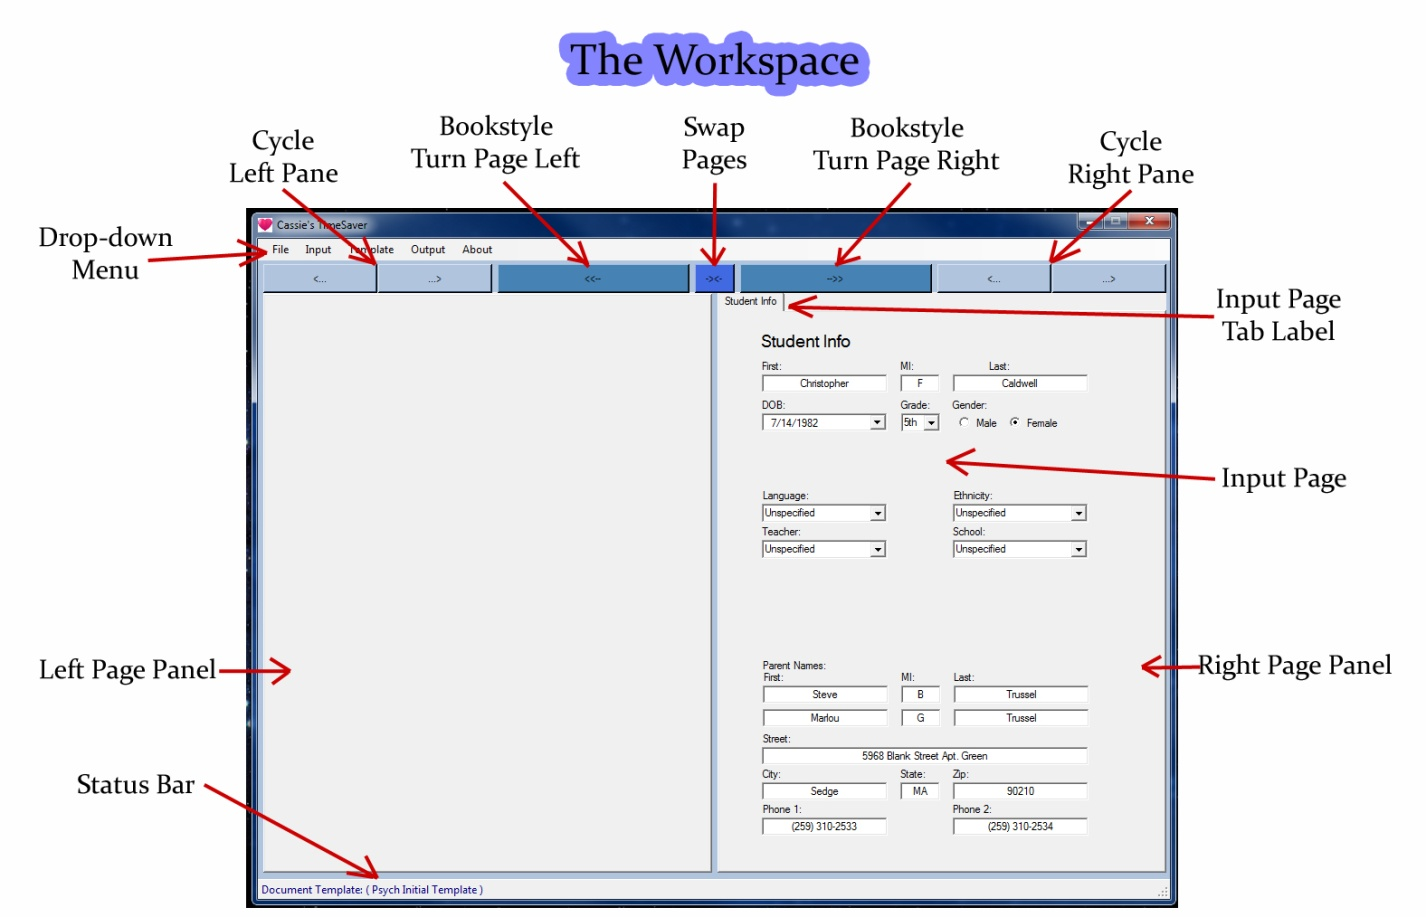 The Workspace
Cycle
Left Pane
Bookstyle
Turn Page Left
Swap
Pages
Bookstyle
Turn Page Right
Cycle
Right Pane
Drop-down
Menu
Cassie's TimeSaver
File Input Template Output About
<... ...> <<-- -><- -->> <... ...>
Student Info
Input Page
Tab Label
Student Info
First: MI: Last:
Christopher F Caldwell
DOB: Grade: Gender:
7/14/1982 5th Male Female
Input Page
Language: Ethnicity:
Unspecified Unspecified
Teacher: School:
Unspecified Unspecified
Left Page Panel
Right Page Panel
Parent Names:
First: MI: Last:
Steve B Trussel
Marlou G Trussel
Street:
5968 Blank Street Apt. Green
City: State: Zip:
Sedge MA 90210
Phone 1: Phone 2:
(259) 310-2533 (259) 310-2534
Status Bar
Document Template: ( Psych Initial Template )